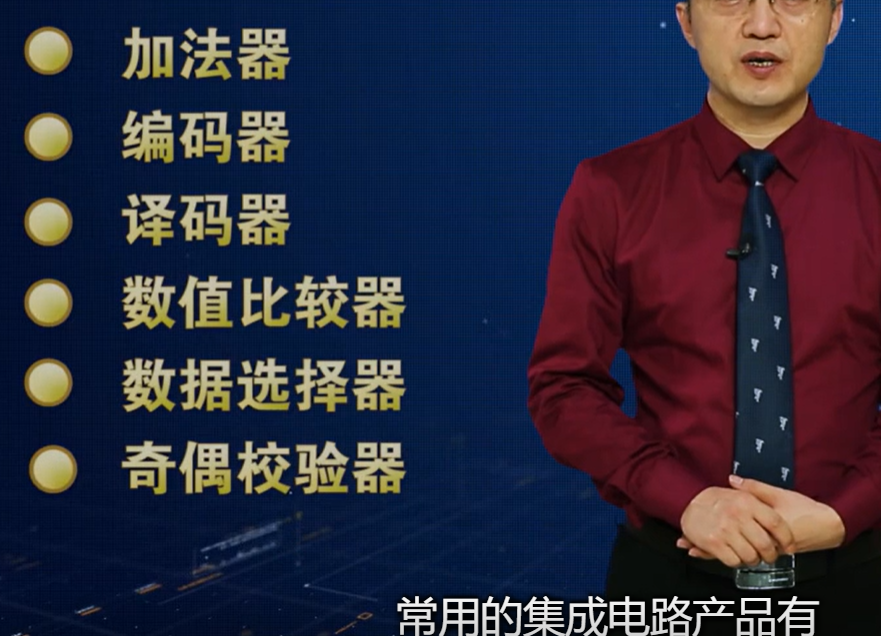 加法器
编码器
译码器
数值比较器
数据选择器
奇偶校验器
常用的集成电路产品有